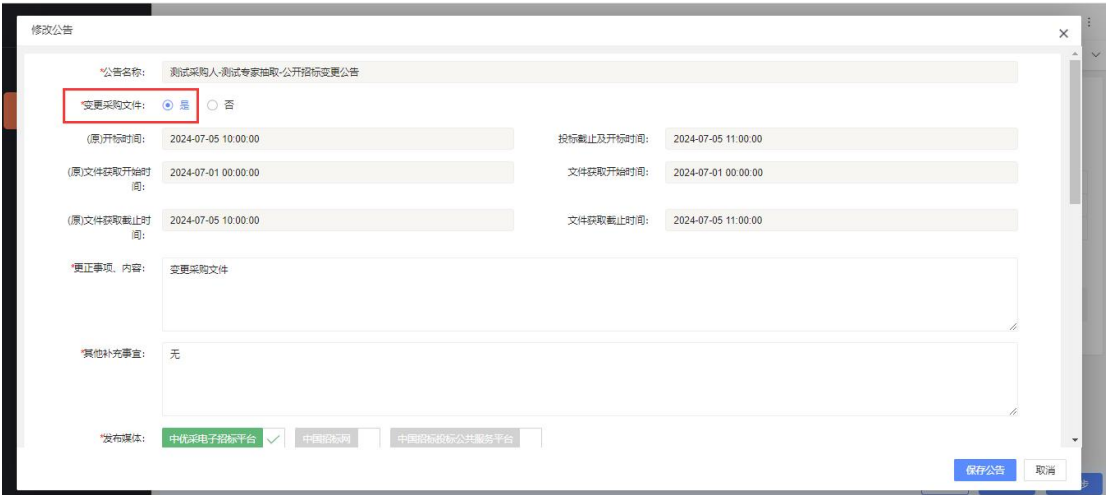 修改公告
*公告名称: 测试采购人-测试专家抽取-公开招标变更公告
*变更采购文件: 是 否
(原)开标时间: 2024-07-05 10:00:00 投标截止及开标时间: 2024-07-05 11:00:00
(原)文件获取开始时间: 2024-07-01 00:00:00 文件获取开始时间: 2024-07-01 00:00:00
(原)文件获取截止时间: 2024-07-05 10:00:00 文件获取截止时间: 2024-07-05 11:00:00
*更正事项、内容: 变更采购文件
*其他补充事宜: 无
*发布媒体: 中优采电子招标平台 中国招标网 中国招标投标公共服务平台
保存公告 取消
步